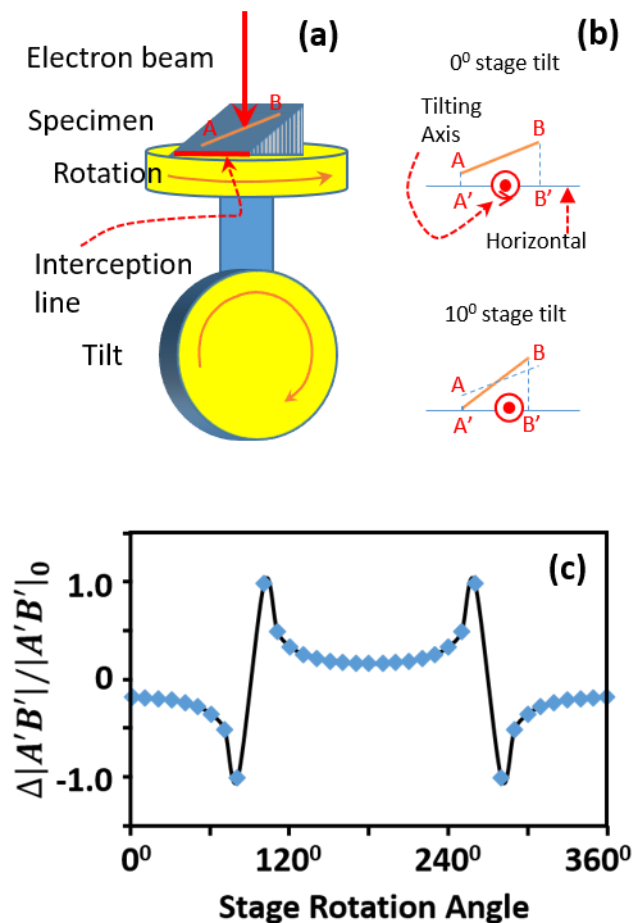 (a)
Electron beam
Specimen
A
B
Rotation
Interception
line
Tilt
(b)
0⁰ stage tilt
Tilting
Axis
A
B
A'
B'
Horizontal
10⁰ stage tilt
A
B
A'
B'
(c)
Δ|A'B'|/|A'B'|₀
1.0
0
-1.0
0⁰ 120⁰ 240⁰ 360⁰
Stage Rotation Angle